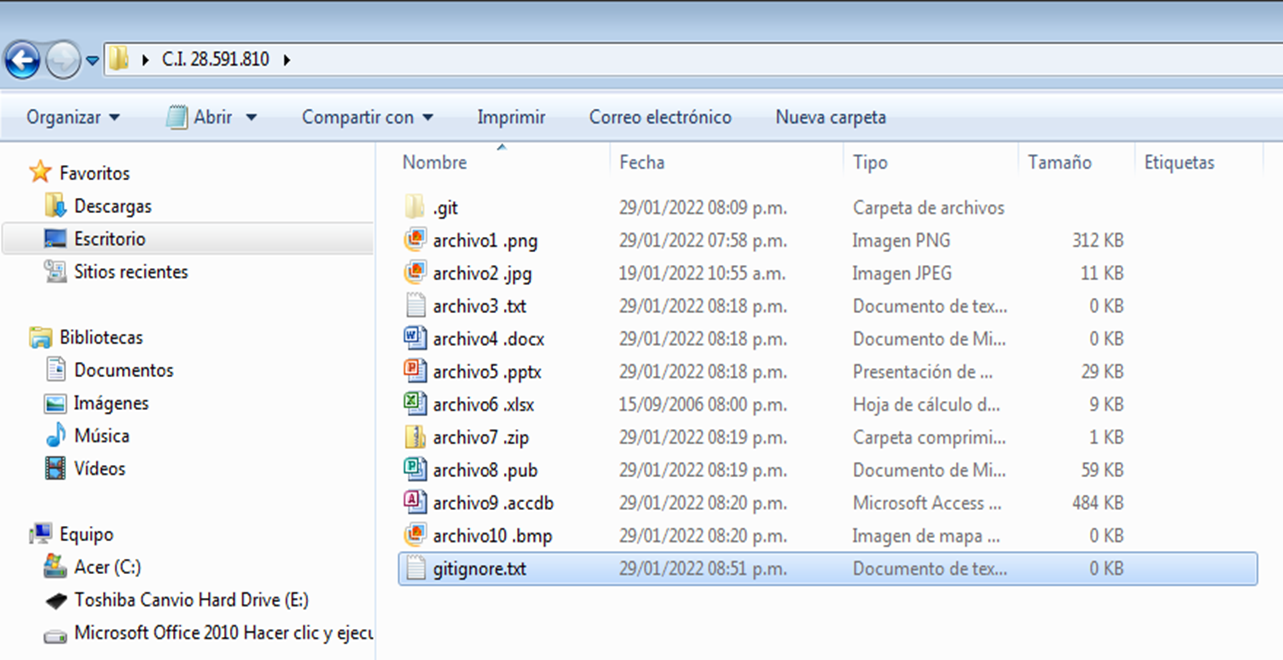 C.I. 28.591.810
Organizar Abrir Compartir con Imprimir Correo electrónico Nueva carpeta
Favoritos
Descargas
Escritorio
Sitios recientes
Bibliotecas
Documentos
Imágenes
Música
Vídeos
Equipo
Acer (C:)
Toshiba Canvio Hard Drive (E:)
Microsoft Office 2010 Hacer clic y ejecu
Nombre Fecha Tipo Tamaño Etiquetas
.git 29/01/2022 08:09 p.m. Carpeta de archivos
archivo1 .png 29/01/2022 07:58 p.m. Imagen PNG 312 KB
archivo2 .jpg 19/01/2022 10:55 a.m. Imagen JPEG 11 KB
archivo3 .txt 29/01/2022 08:18 p.m. Documento de tex... 0 KB
archivo4 .docx 29/01/2022 08:18 p.m. Documento de Mi... 0 KB
archivo5 .pptx 29/01/2022 08:18 p.m. Presentación de ... 29 KB
archivo6 .xlsx 15/09/2006 08:00 p.m. Hoja de cálculo d... 9 KB
archivo7 .zip 29/01/2022 08:19 p.m. Carpeta comprimi... 1 KB
archivo8 .pub 29/01/2022 08:19 p.m. Documento de Mi... 59 KB
archivo9 .accdb 29/01/2022 08:20 p.m. Microsoft Access ... 484 KB
archivo10 .bmp 29/01/2022 08:20 p.m. Imagen de mapa ... 0 KB
gitignore.txt 29/01/2022 08:51 p.m. Documento de tex... 0 KB